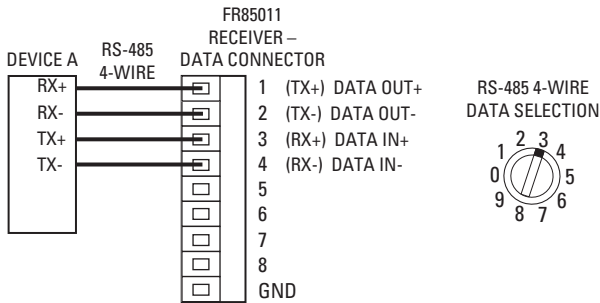 FR85011
RECEIVER –
DATA CONNECTOR
DEVICE A
RS-485
4-WIRE
RX+
RX-
TX+
TX-
1 (TX+) DATA OUT+
2 (TX-) DATA OUT-
3 (RX+) DATA IN+
4 (RX-) DATA IN-
5
6
7
8
GND
RS-485 4-WIRE
DATA SELECTION
0
1
2
3
4
5
6
7
8
9